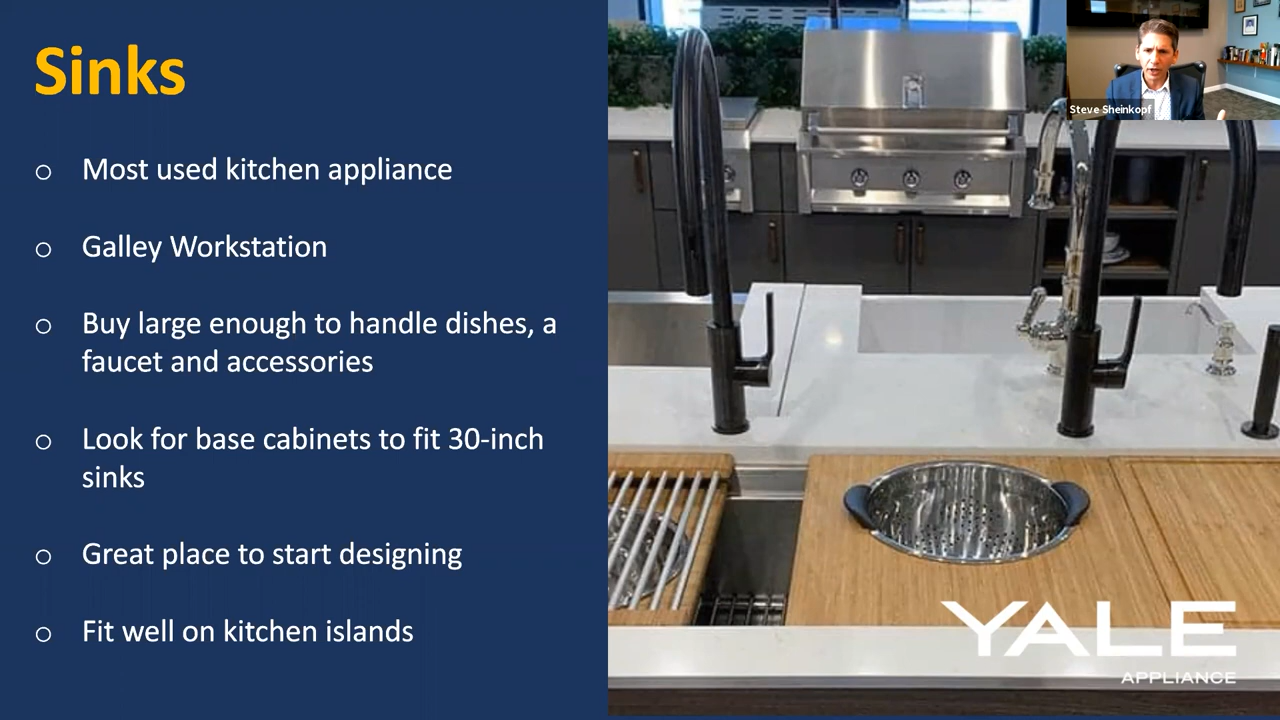 Sinks
Steve Sheinkopf
o Most used kitchen appliance
o Galley Workstation
o Buy large enough to handle dishes, a
faucet and accessories
o Look for base cabinets to fit 30-inch
sinks
o Great place to start designing
o Fit well on kitchen islands
YALE
APPLIANCE